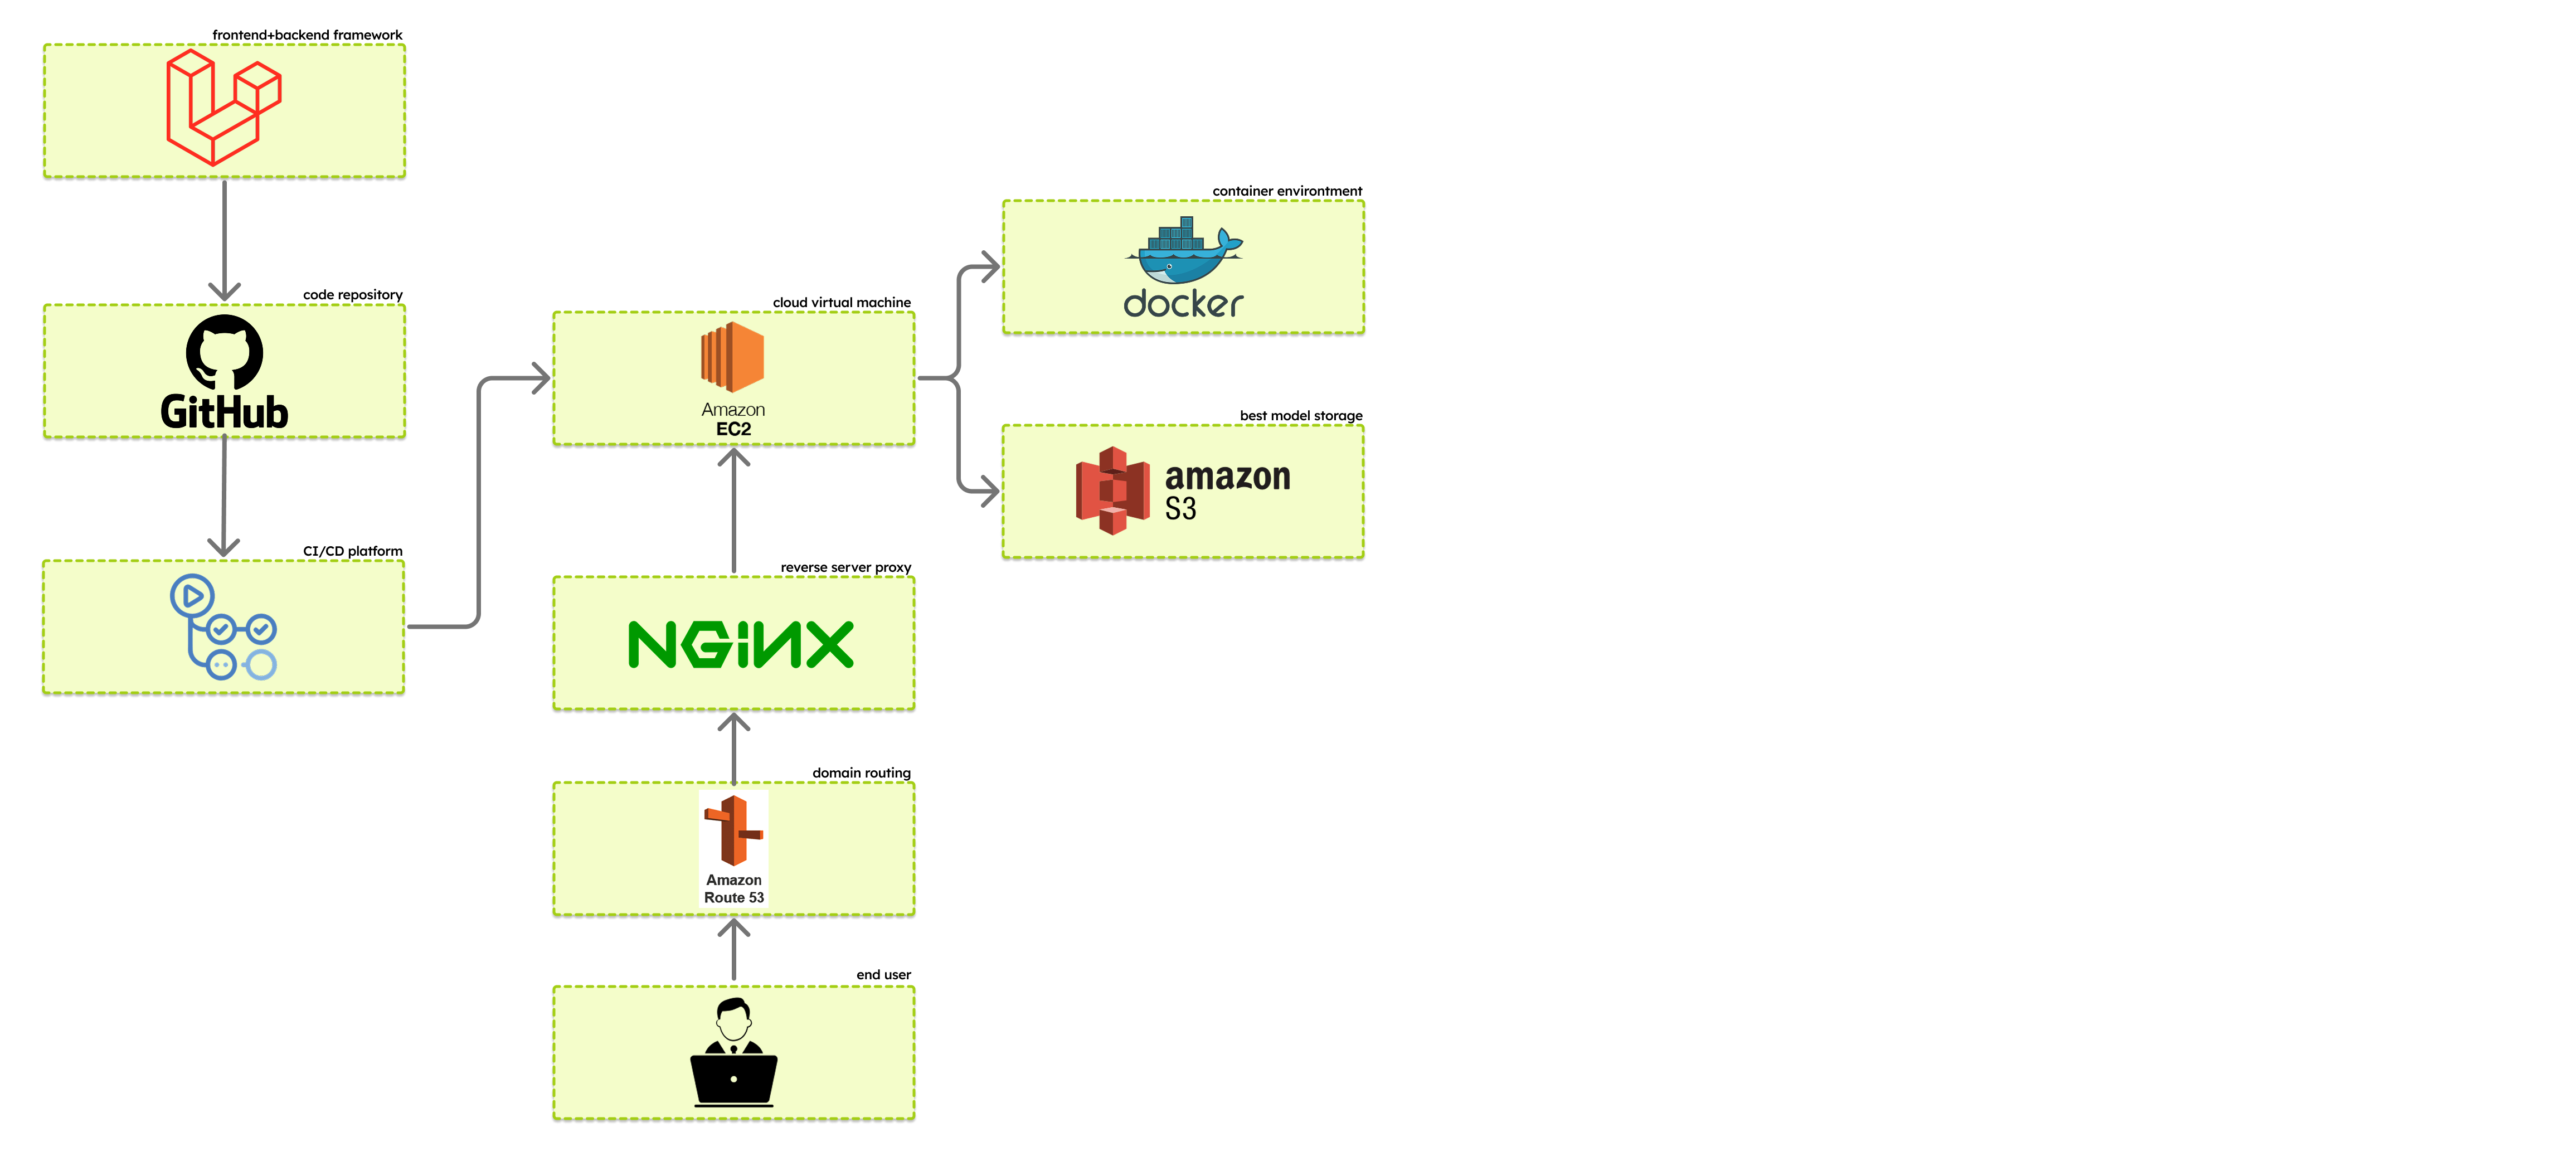 frontend+backend framework
code repository
GitHub
CI/CD platform
cloud virtual machine
Amazon
EC2
reverse server proxy
NGiNX
domain routing
Amazon
Route 53
end user
container environtment
docker
best model storage
amazon
S3